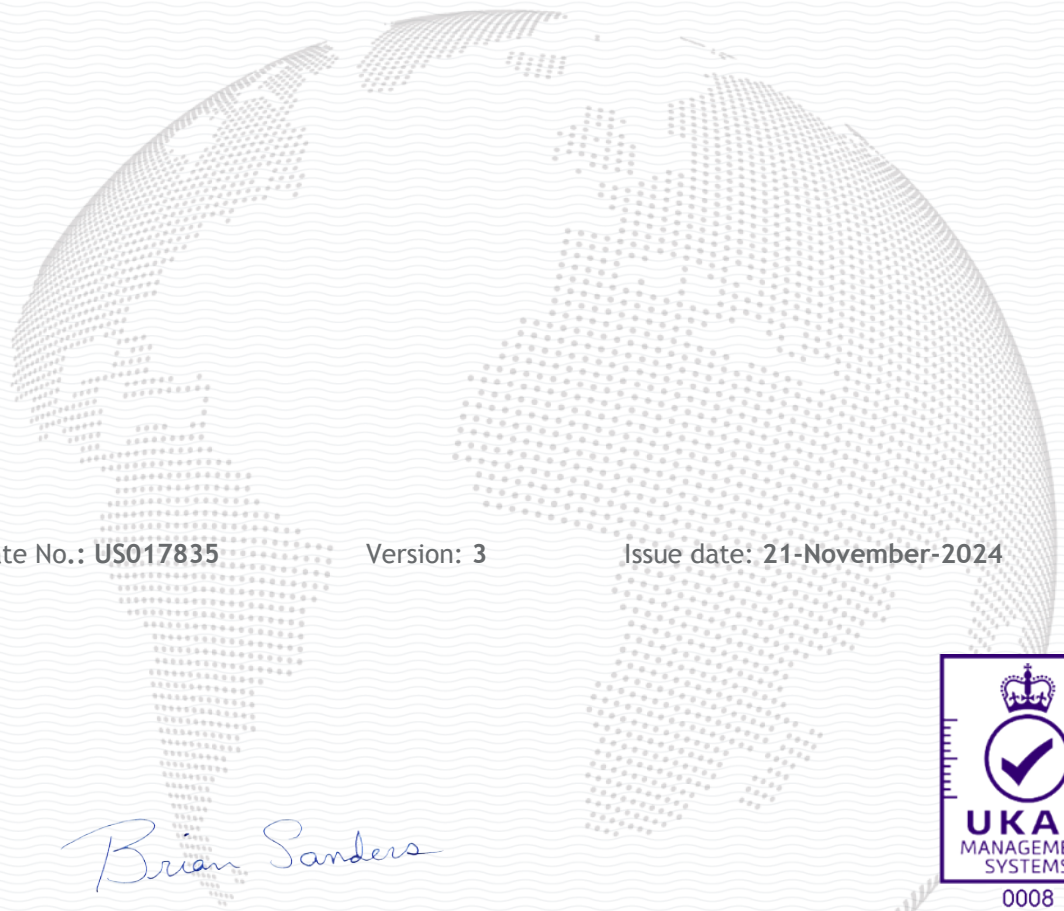 te No.: US017835 Version: 3 Issue date: 21-November-2024
Brian Sanders
UKA
MANAGEME
SYSTEMS
0008